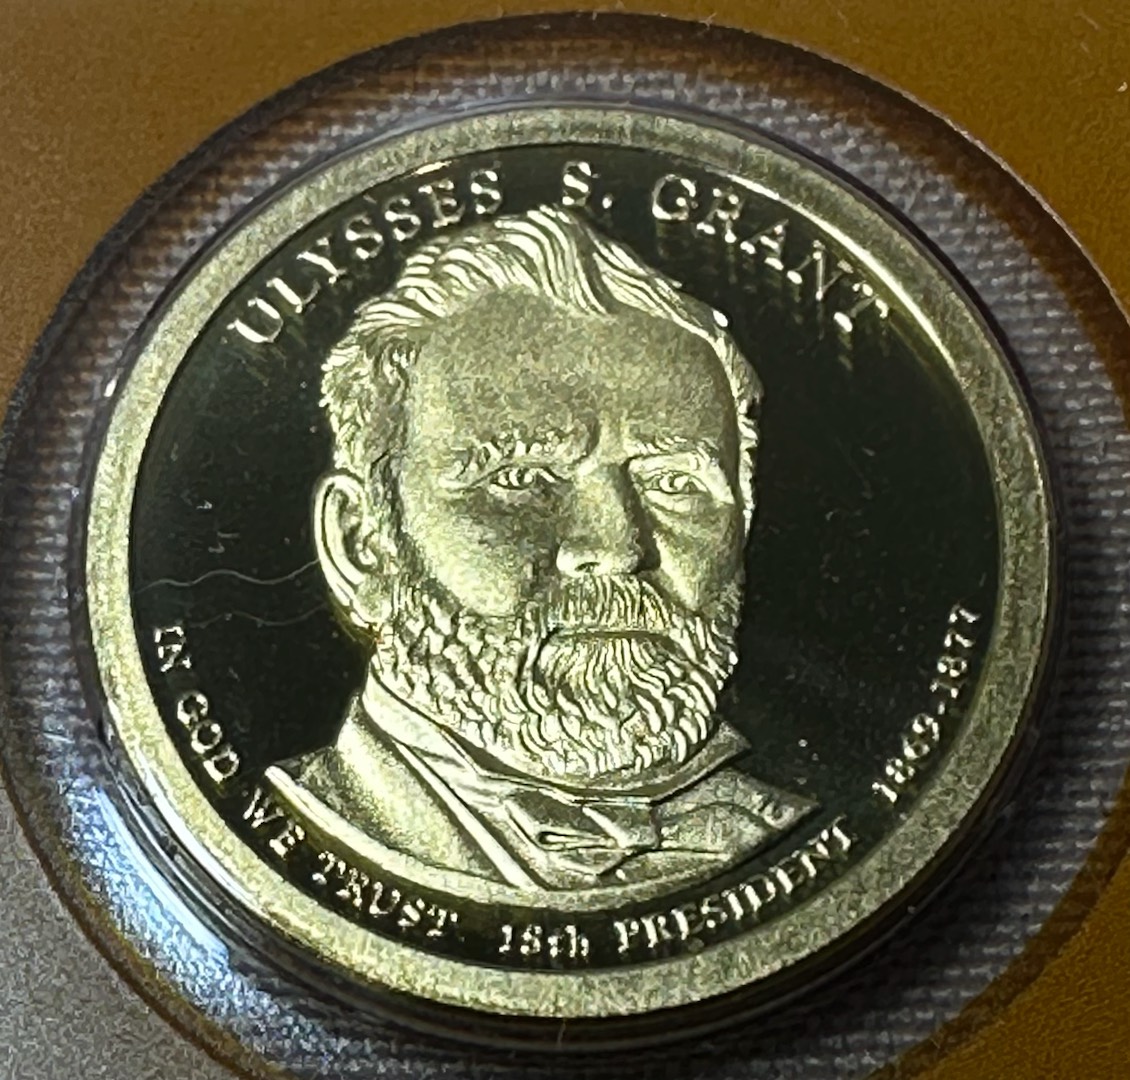 ULYSSES S. GRANT
IN GOD WE TRUST 18th PRESIDENT 1869-1877